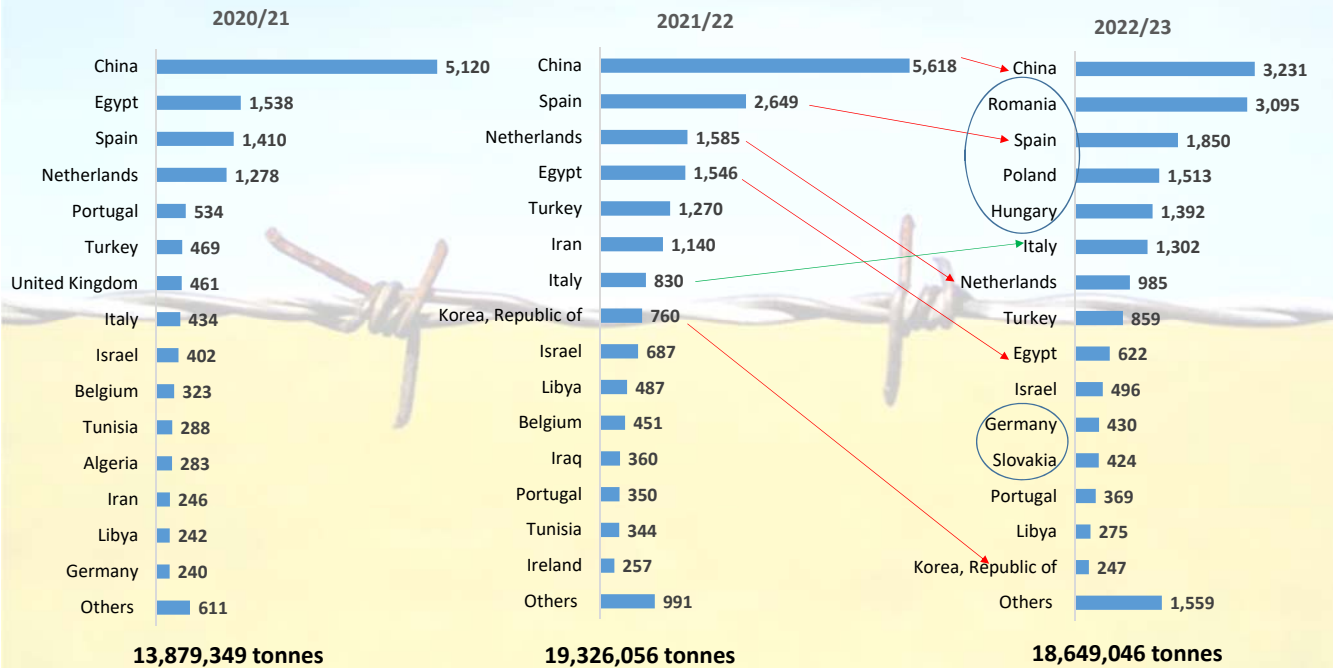 2020/21
China 5,120
Egypt 1,538
Spain 1,410
Netherlands 1,278
Portugal 534
Turkey 469
United Kingdom 461
Italy 434
Israel 402
Belgium 323
Tunisia 288
Algeria 283
Iran 246
Libya 242
Germany 240
Others 611
13,879,349 tonnes
2021/22
China 5,618
Spain 2,649
Netherlands 1,585
Egypt 1,546
Turkey 1,270
Iran 1,140
Italy 830
Korea, Republic of 760
Israel 687
Libya 487
Belgium 451
Iraq 360
Portugal 350
Tunisia 344
Ireland 257
Others 991
19,326,056 tonnes
2022/23
China 3,231
Romania 3,095
Spain 1,850
Poland 1,513
Hungary 1,392
Italy 1,302
Netherlands 985
Turkey 859
Egypt 622
Israel 496
Germany 430
Slovakia 424
Portugal 369
Libya 275
Korea, Republic of 247
Others 1,559
18,649,046 tonnes